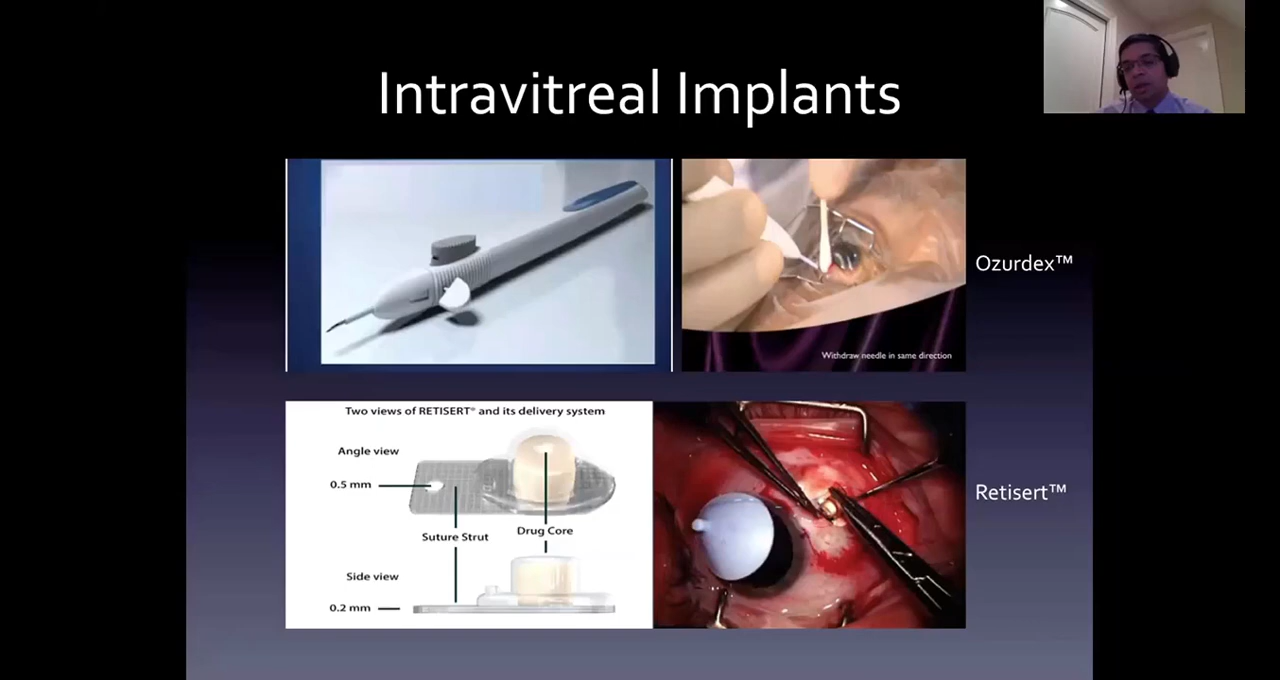 Intravitreal Implants
Withdraw needle in same direction
Ozurdex™
Two views of RETISERT® and its delivery system
Angle view
0.5 mm
Suture Strut
Drug Core
Side view
0.2 mm
Retisert™